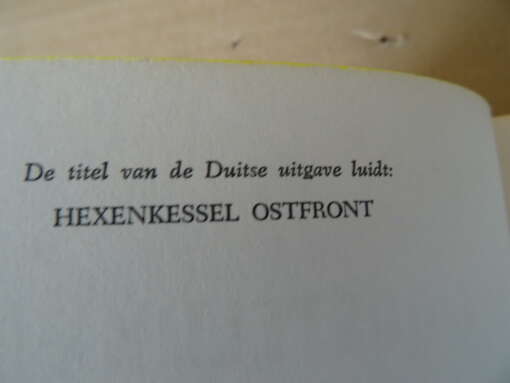 De titel van de Duitse uitgave luidt:
HEXENKESSEL OSTFRONT